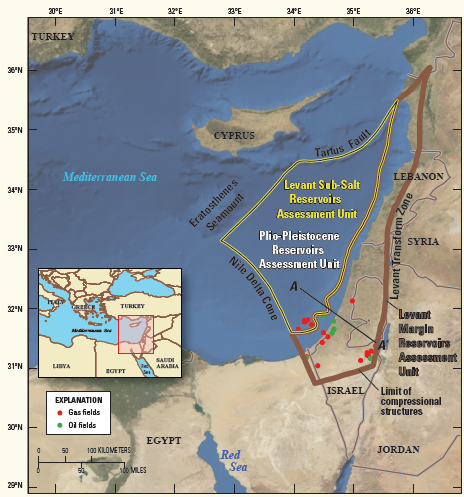 30°E 31°E 32°E 33°E 34°E 35°E 36°E
TURKEY
36°N
35°N
34°N
33°N
32°N
31°N
30°N
29°N
CYPRUS
Tartus Fault
Mediterranean Sea
Eratosthenes
Seamount
Levant Sub-Salt
Reservoirs
Assessment Unit
LEBANON
Plio-Pleistocene
Reservoirs
Assessment Unit
SYRIA
Nile Delta Cone
Levant Transform Zone
A
A'
Levant
Margin
Reservoirs
Assessment
Unit
ITALY
GREECE
TURKEY
Mediterranean Sea
LIBYA
EGYPT
Red
Sea
SAUDI
ARABIA
ISRAEL
Limit of
compressional
structures
EXPLANATION
Gas fields
Oil fields
0 50 100 KILOMETERS
0 50 100 MILES
EGYPT
Red
Sea
JORDAN